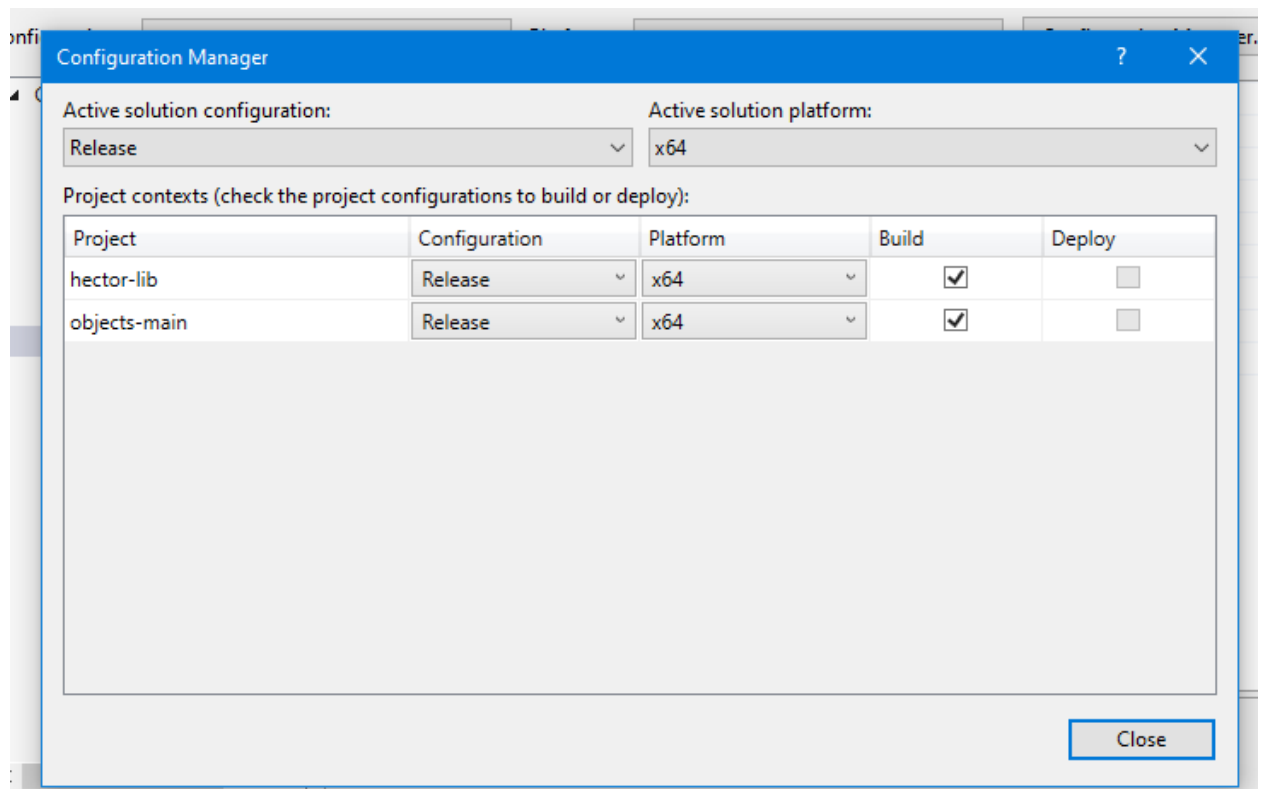 Configuration Manager ?
Active solution configuration: Active solution platform:
Release x64
Project contexts (check the project configurations to build or deploy):
Project Configuration Platform Build Deploy
hector-lib Release x64
objects-main Release x64
Close